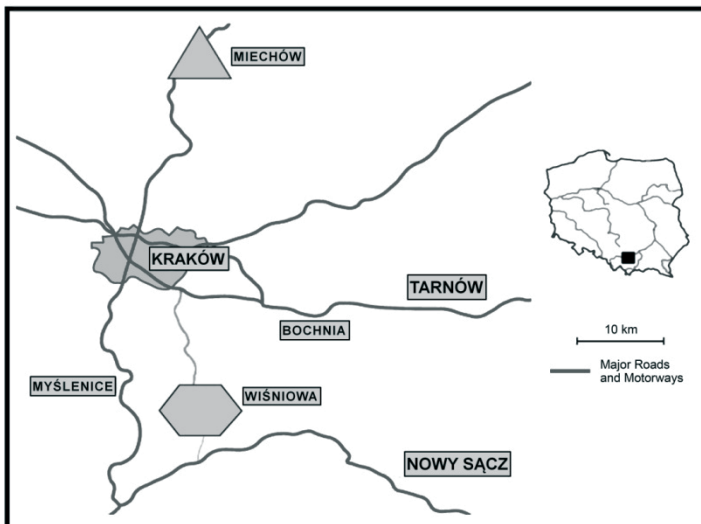 MIECHÓW
KRAKÓW
TARNÓW
BOCHNIA
MYŚLENICE
WIŚNIOWA
NOWY SĄCZ
10 km
Major Roads
and Motorways